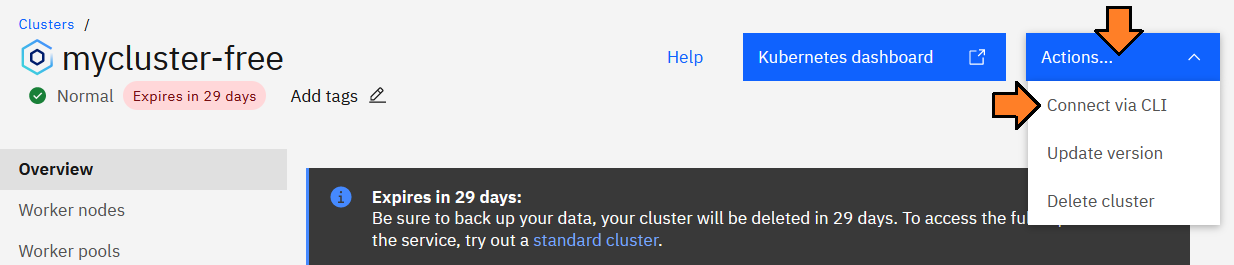 Clusters /
mycluster-free
Help
Kubernetes dashboard
Actions...
Normal
Expires in 29 days
Add tags
Connect via CLI
Update version
Delete cluster
Overview
Worker nodes
Worker pools
Expires in 29 days:
Be sure to back up your data, your cluster will be deleted in 29 days. To access the
the service, try out a standard cluster.